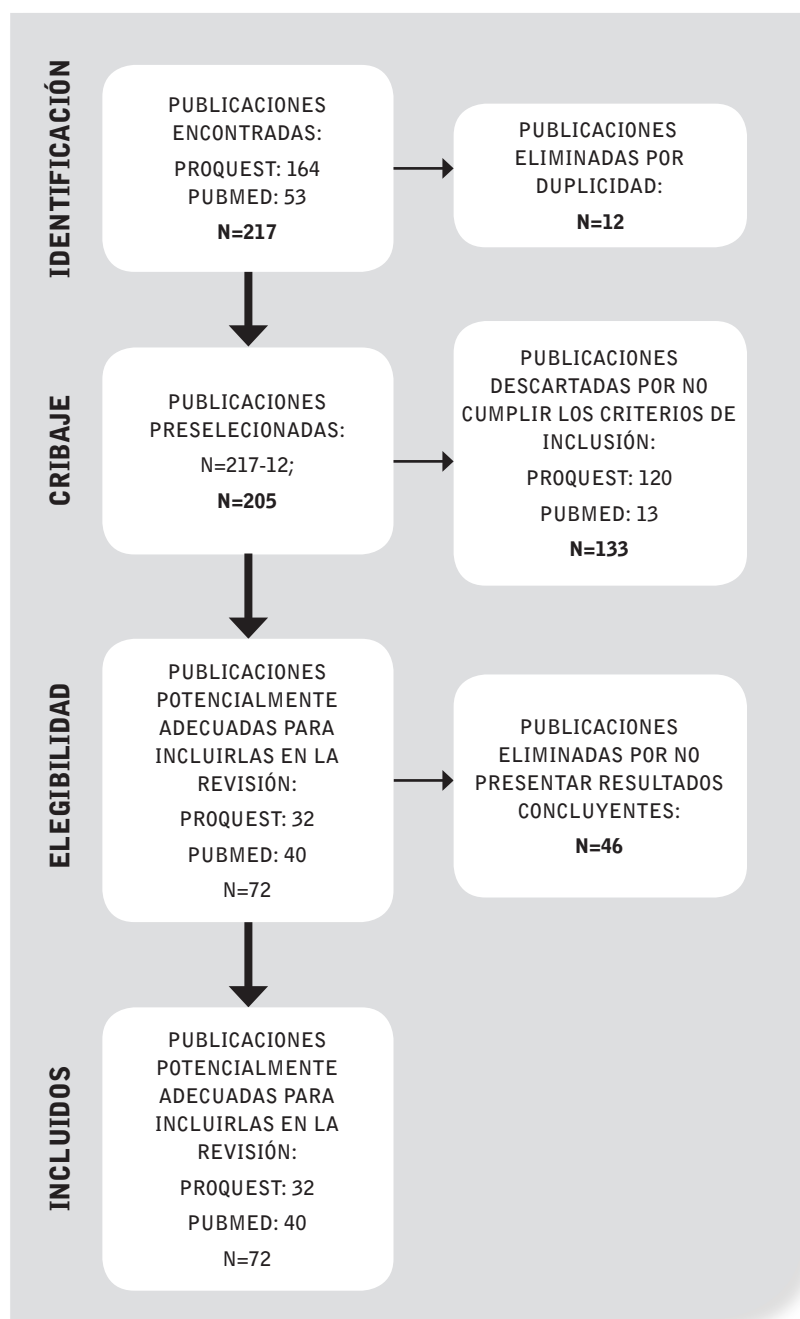 IDENTIFICACIÓN
PUBLICACIONES
ENCONTRADAS:
PROQUEST: 164
PUBMED: 53
N=217
PUBLICACIONES
ELIMINADAS POR
DUPLICIDAD:
N=12
CRIBAJE
PUBLICACIONES
PRESELECIONADAS:
N=217-12;
N=205
PUBLICACIONES
DESCARTADAS POR NO
CUMPLIR LOS CRITERIOS DE
INCLUSIÓN:
PROQUEST: 120
PUBMED: 13
N=133
ELEGIBILIDAD
PUBLICACIONES
POTENCIALMENTE
ADECUADAS PARA
INCLUIRLAS EN LA
REVISIÓN:
PROQUEST: 32
PUBMED: 40
N=72
PUBLICACIONES
ELIMINADAS POR NO
PRESENTAR RESULTADOS
CONCLUYENTES:
N=46
INCLUIDOS
PUBLICACIONES
POTENCIALMENTE
ADECUADAS PARA
INCLUIRLAS EN LA
REVISIÓN:
PROQUEST: 32
PUBMED: 40
N=72